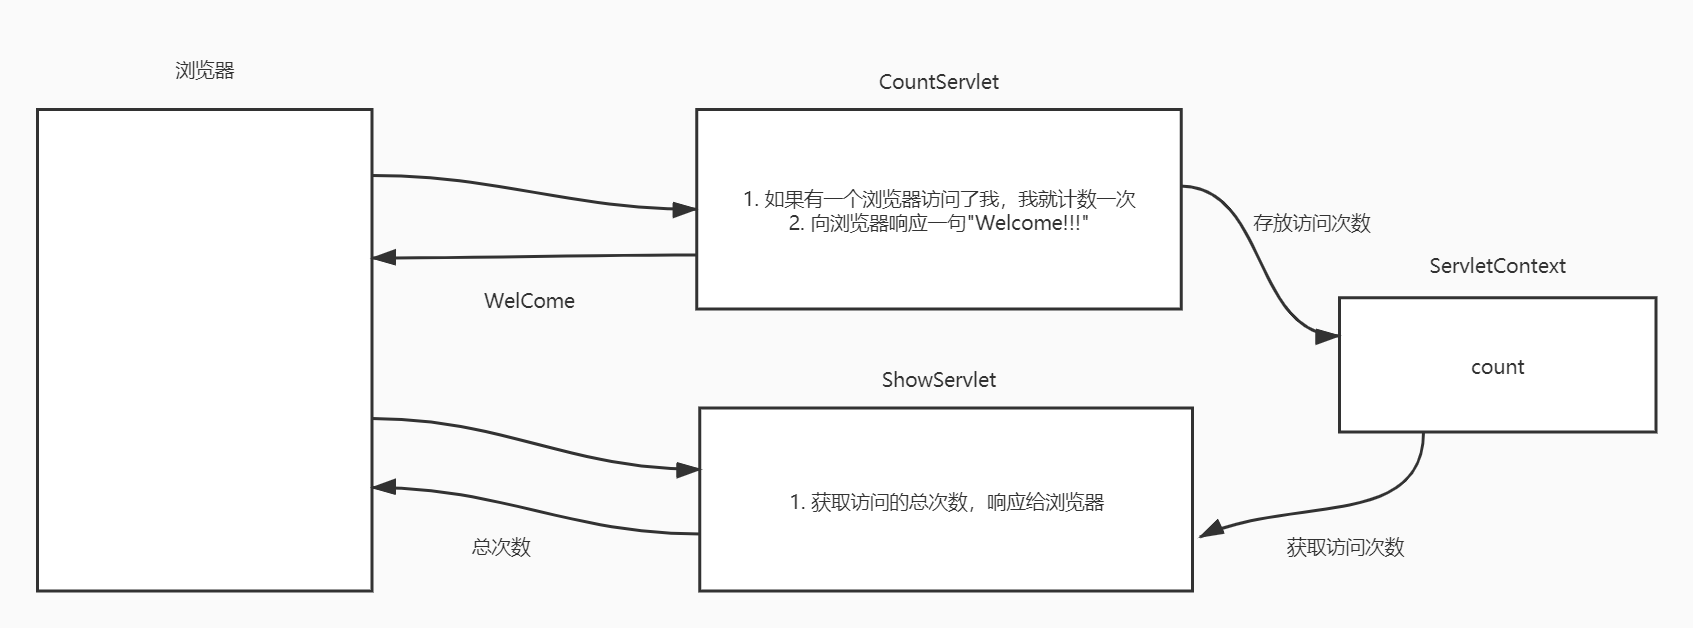 浏览器
CountServlet
1. 如果有一个浏览器访问了我，我就计数一次
2. 向浏览器响应一句"Welcome!!!"
存放访问次数
ServletContext
WelCome
count
ShowServlet
1. 获取访问的总次数，响应给浏览器
总次数
获取访问次数